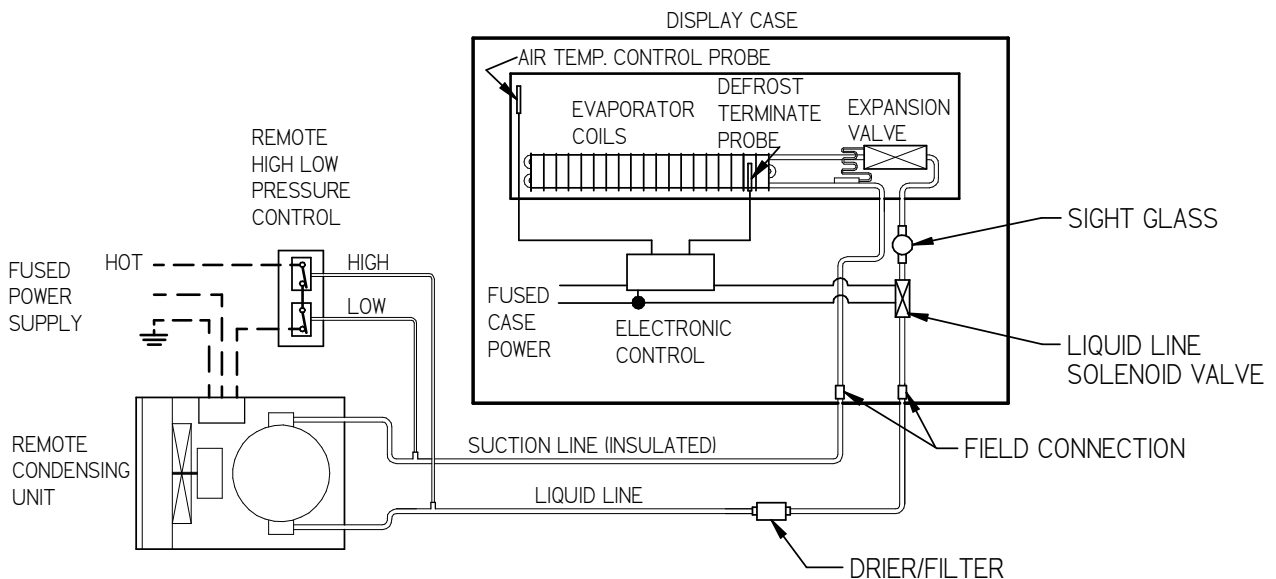 DISPLAY CASE
AIR TEMP. CONTROL PROBE
DEFROST
TERMINATE
PROBE
EVAPORATOR
COILS
EXPANSION
VALVE
REMOTE
HIGH LOW
PRESSURE
CONTROL
SIGHT GLASS
HOT
HIGH
LOW
FUSED
POWER
SUPPLY
FUSED
CASE
POWER
ELECTRONIC
CONTROL
LIQUID LINE
SOLENOID VALVE
REMOTE
CONDENSING
UNIT
SUCTION LINE (INSULATED)
FIELD CONNECTION
LIQUID LINE
DRIER/FILTER